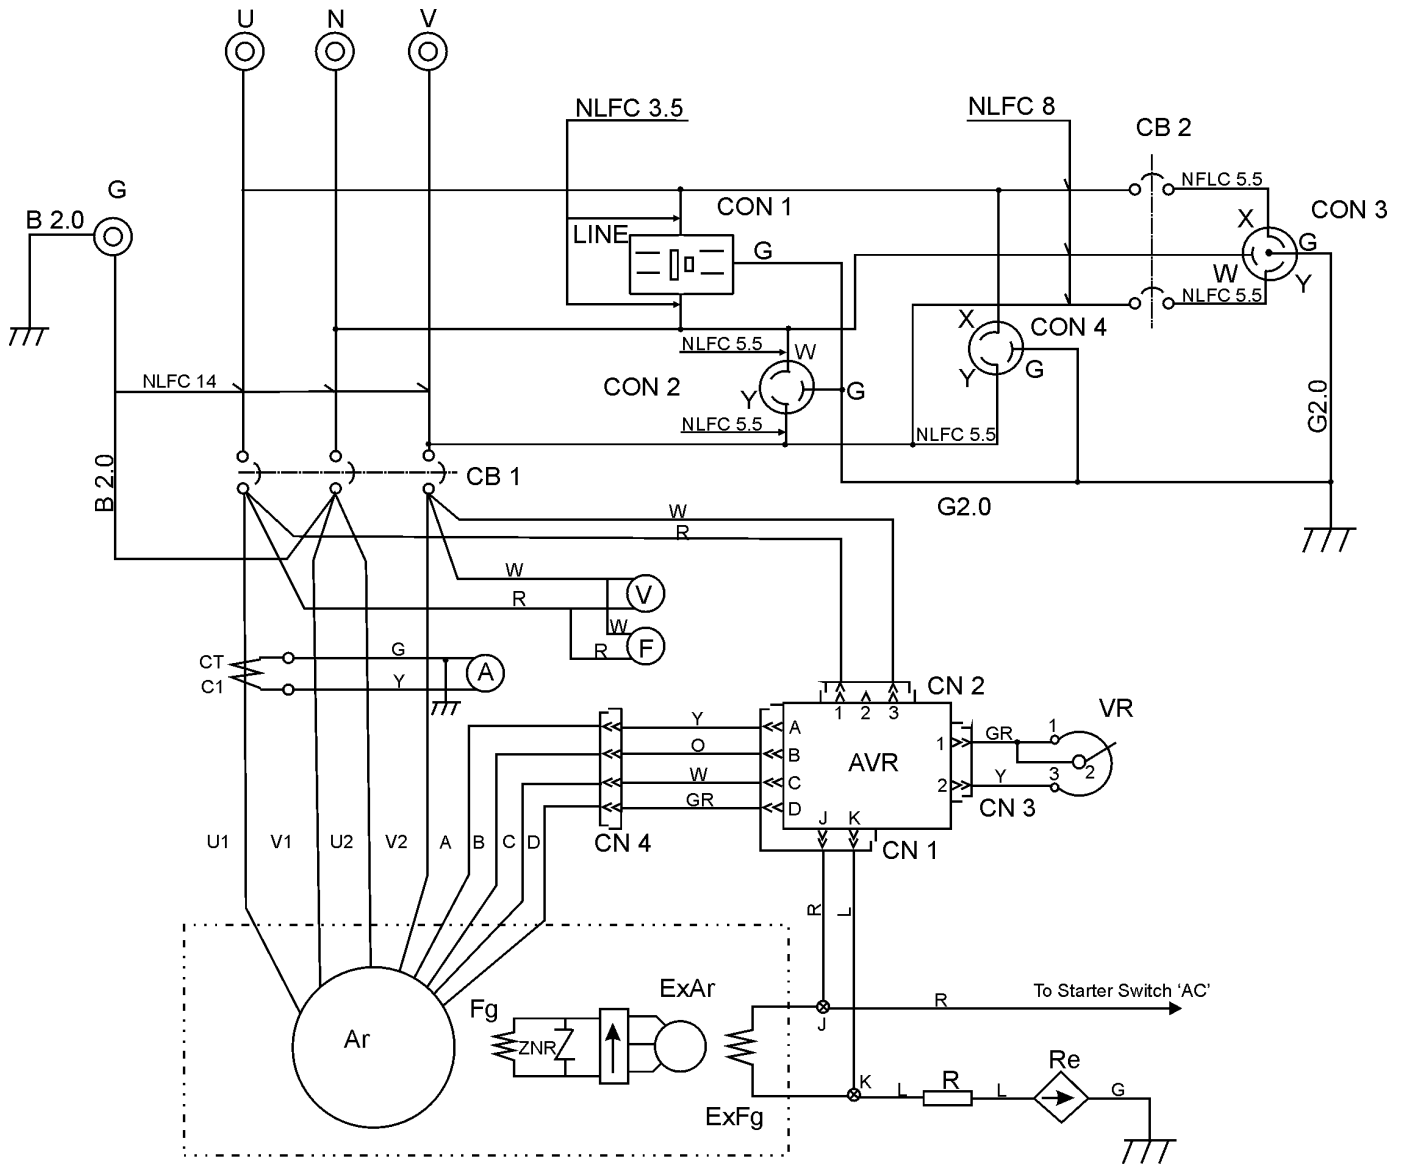 U N V
NLFC 3.5
NLFC 8
CB 2
G
NFLC 5.5
B 2.0
CON 1
X
CON 3
LINE
G
G
W
Y
NLFC 5.5
X
CON 4
NLFC 5.5
W
NLFC 14
CON 2
Y
G
Y
G
G2.0
NLFC 5.5
NLFC 5.5
B 2.0
CB 1
G2.0
W
R
W
R
V
W
R
F
CT
G
A
C1
Y
CN 2
1 2 3
VR
Y
A
1
GR
1
O
B
AVR
2
W
C
2
Y
3
GR
D
J K
CN 3
CN 4
CN 1
U1 V1 U2 V2 A B C D
R L
ExAr
To Starter Switch ‘AC’
Fg
R
J
Ar
ZNR
Re
K
L
R
L
G
ExFg